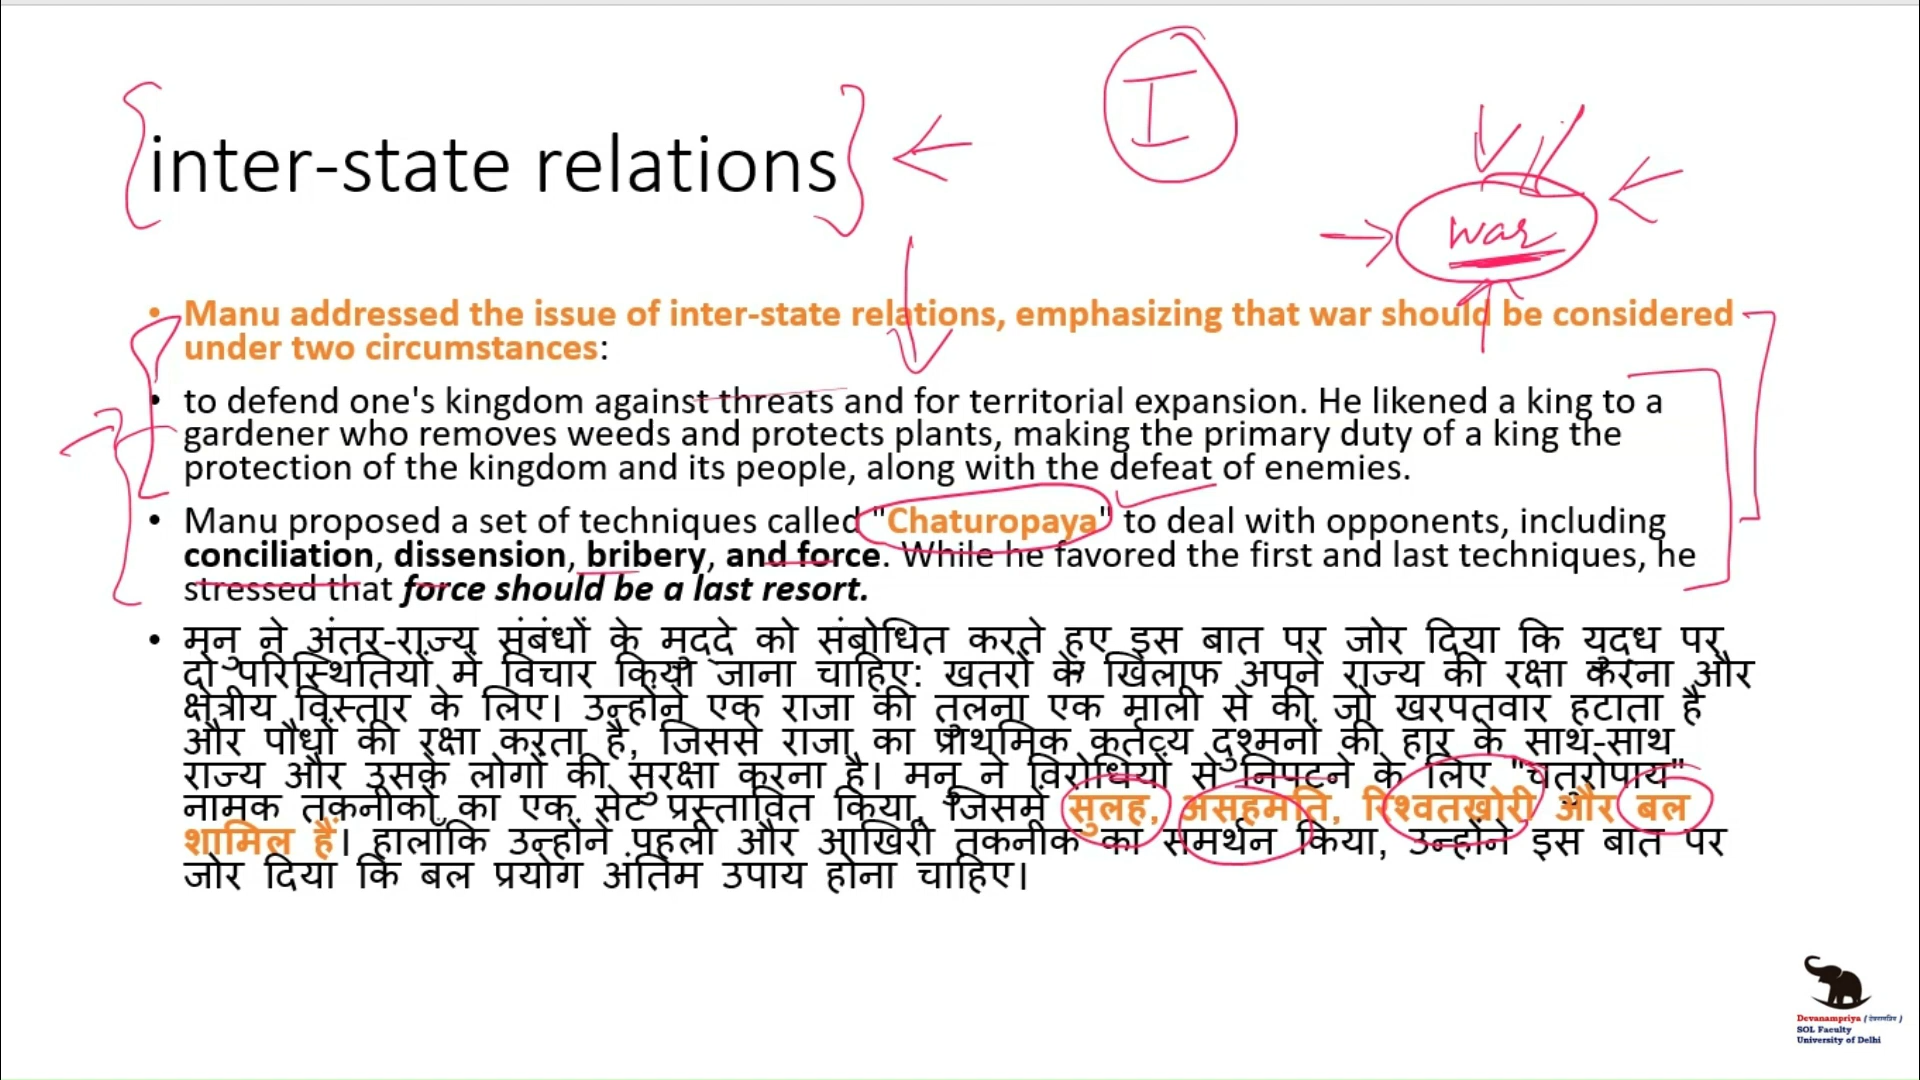 I
inter-state relations
war
• Manu addressed the issue of inter-state relations, emphasizing that war should be considered
under two circumstances:
• to defend one's kingdom against threats and for territorial expansion. He likened a king to a
gardener who removes weeds and protects plants, making the primary duty of a king the
protection of the kingdom and its people, along with the defeat of enemies.
• Manu proposed a set of techniques called "Chaturopaya" to deal with opponents, including
conciliation, dissension, bribery, and force. While he favored the first and last techniques, he
stressed that force should be a last resort.
• मनु ने अंतर-राज्य संबंधों के मुद्दे को संबोधित करते हुए इस बात पर जोर दिया कि युद्ध पर
दो परिस्थितियों में विचार किया जाना चाहिए: खतरों के खिलाफ अपने राज्य की रक्षा करना और
क्षेत्रीय विस्तार के लिए। उन्होंने एक राजा की तुलना एक माली से की जो खरपतवार हटाता है
और पौधों की रक्षा करता है, जिससे राजा का प्राथमिक कर्तव्य दुश्मनों की हार के साथ-साथ
राज्य और उसके लोगों की सुरक्षा करना है। मनु ने विरोधियों से निपटने के लिए "चतुरोपाय"
नामक तकनीकों का एक सेट प्रस्तावित किया, जिसमें सुलह, असहमति, रिश्वतखोरी और बल
शामिल हैं। हालाँकि उन्होंने पहली और आखिरी तकनीक का समर्थन किया, उन्होंने इस बात पर
जोर दिया कि बल प्रयोग अंतिम उपाय होना चाहिए।
Devanampriya ( देवानामप्रिय )
SOL Faculty
University of Delhi